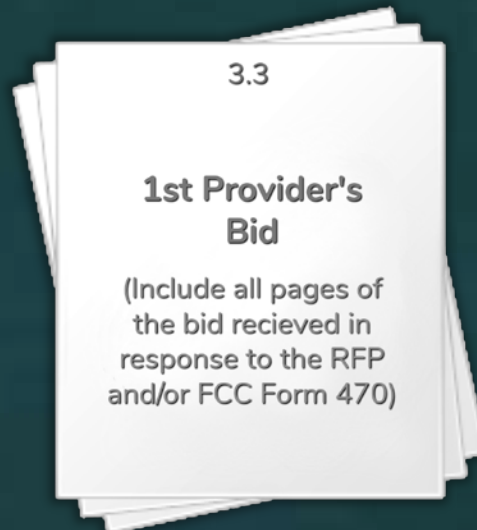 3.3
1st Provider's
Bid
(Include all pages of
the bid recieved in
response to the RFP
and/or FCC Form 470)